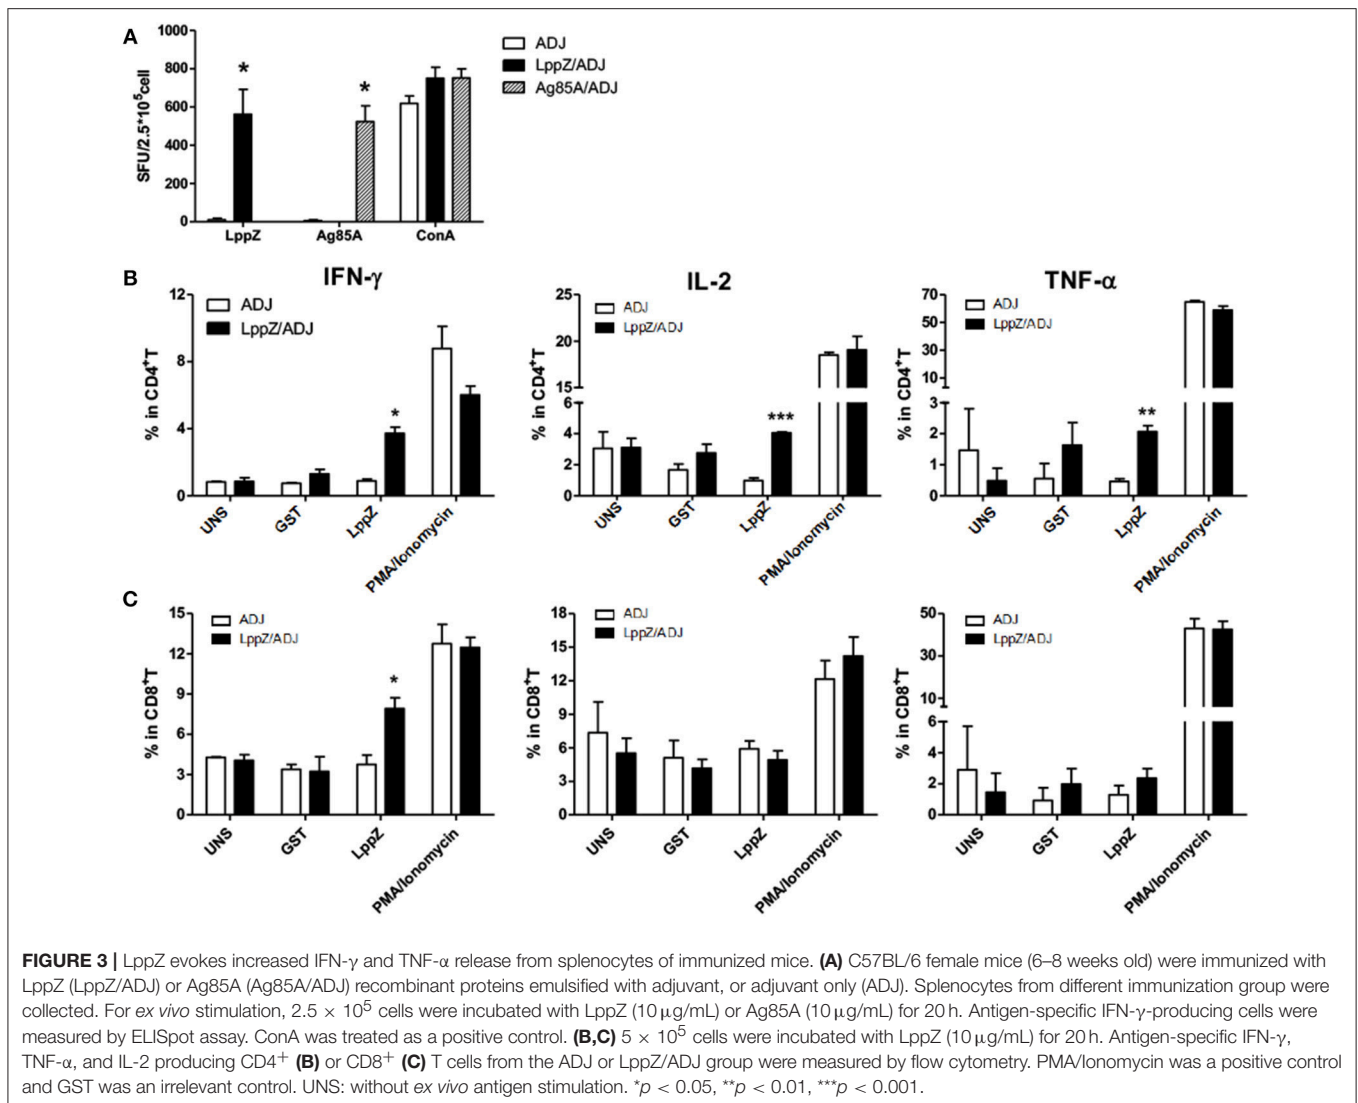 A
1000
800
600
400
200
0
SFU/2.5*10⁵cell
*
*
LppZ
Ag85A
ConA
ADJ
LppZ/ADJ
Ag85A/ADJ
B
IFN-γ
12
8
4
0
% in CD4⁺T
ADJ
LppZ/ADJ
*
UNS
GST
LppZ
PMA/Ionomycin
IL-2
25
20
15
6
4
2
0
% in CD4⁺T
ADJ
LppZ/ADJ
***
UNS
GST
LppZ
PMA/Ionomycin
TNF-α
70
50
30
10
3
2
1
0
% in CD4⁺T
ADJ
LppZ/ADJ
**
UNS
GST
LppZ
PMA/Ionomycin
C
15
12
9
6
3
0
% in CD8⁺T
ADJ
LppZ/ADJ
*
UNS
GST
LppZ
PMA/Ionomycin
18
15
12
9
6
3
0
% in CD8⁺T
ADJ
LppZ/ADJ
UNS
GST
LppZ
PMA/Ionomycin
50
30
10
6
4
2
0
% in CD8⁺T
ADJ
LppZ/ADJ
UNS
GST
LppZ
PMA/Ionomycin
FIGURE 3 | LppZ evokes increased IFN-γ and TNF-α release from splenocytes of immunized mice. (A) C57BL/6 female mice (6–8 weeks old) were immunized with
LppZ (LppZ/ADJ) or Ag85A (Ag85A/ADJ) recombinant proteins emulsified with adjuvant, or adjuvant only (ADJ). Splenocytes from different immunization group were
collected. For ex vivo stimulation, 2.5 × 10⁵ cells were incubated with LppZ (10 μg/mL) or Ag85A (10 μg/mL) for 20 h. Antigen-specific IFN-γ-producing cells were
measured by ELISpot assay. ConA was treated as a positive control. (B,C) 5 × 10⁵ cells were incubated with LppZ (10 μg/mL) for 20 h. Antigen-specific IFN-γ,
TNF-α, and IL-2 producing CD4⁺ (B) or CD8⁺ (C) T cells from the ADJ or LppZ/ADJ group were measured by flow cytometry. PMA/Ionomycin was a positive control
and GST was an irrelevant control. UNS: without ex vivo antigen stimulation. *p < 0.05, **p < 0.01, ***p < 0.001.